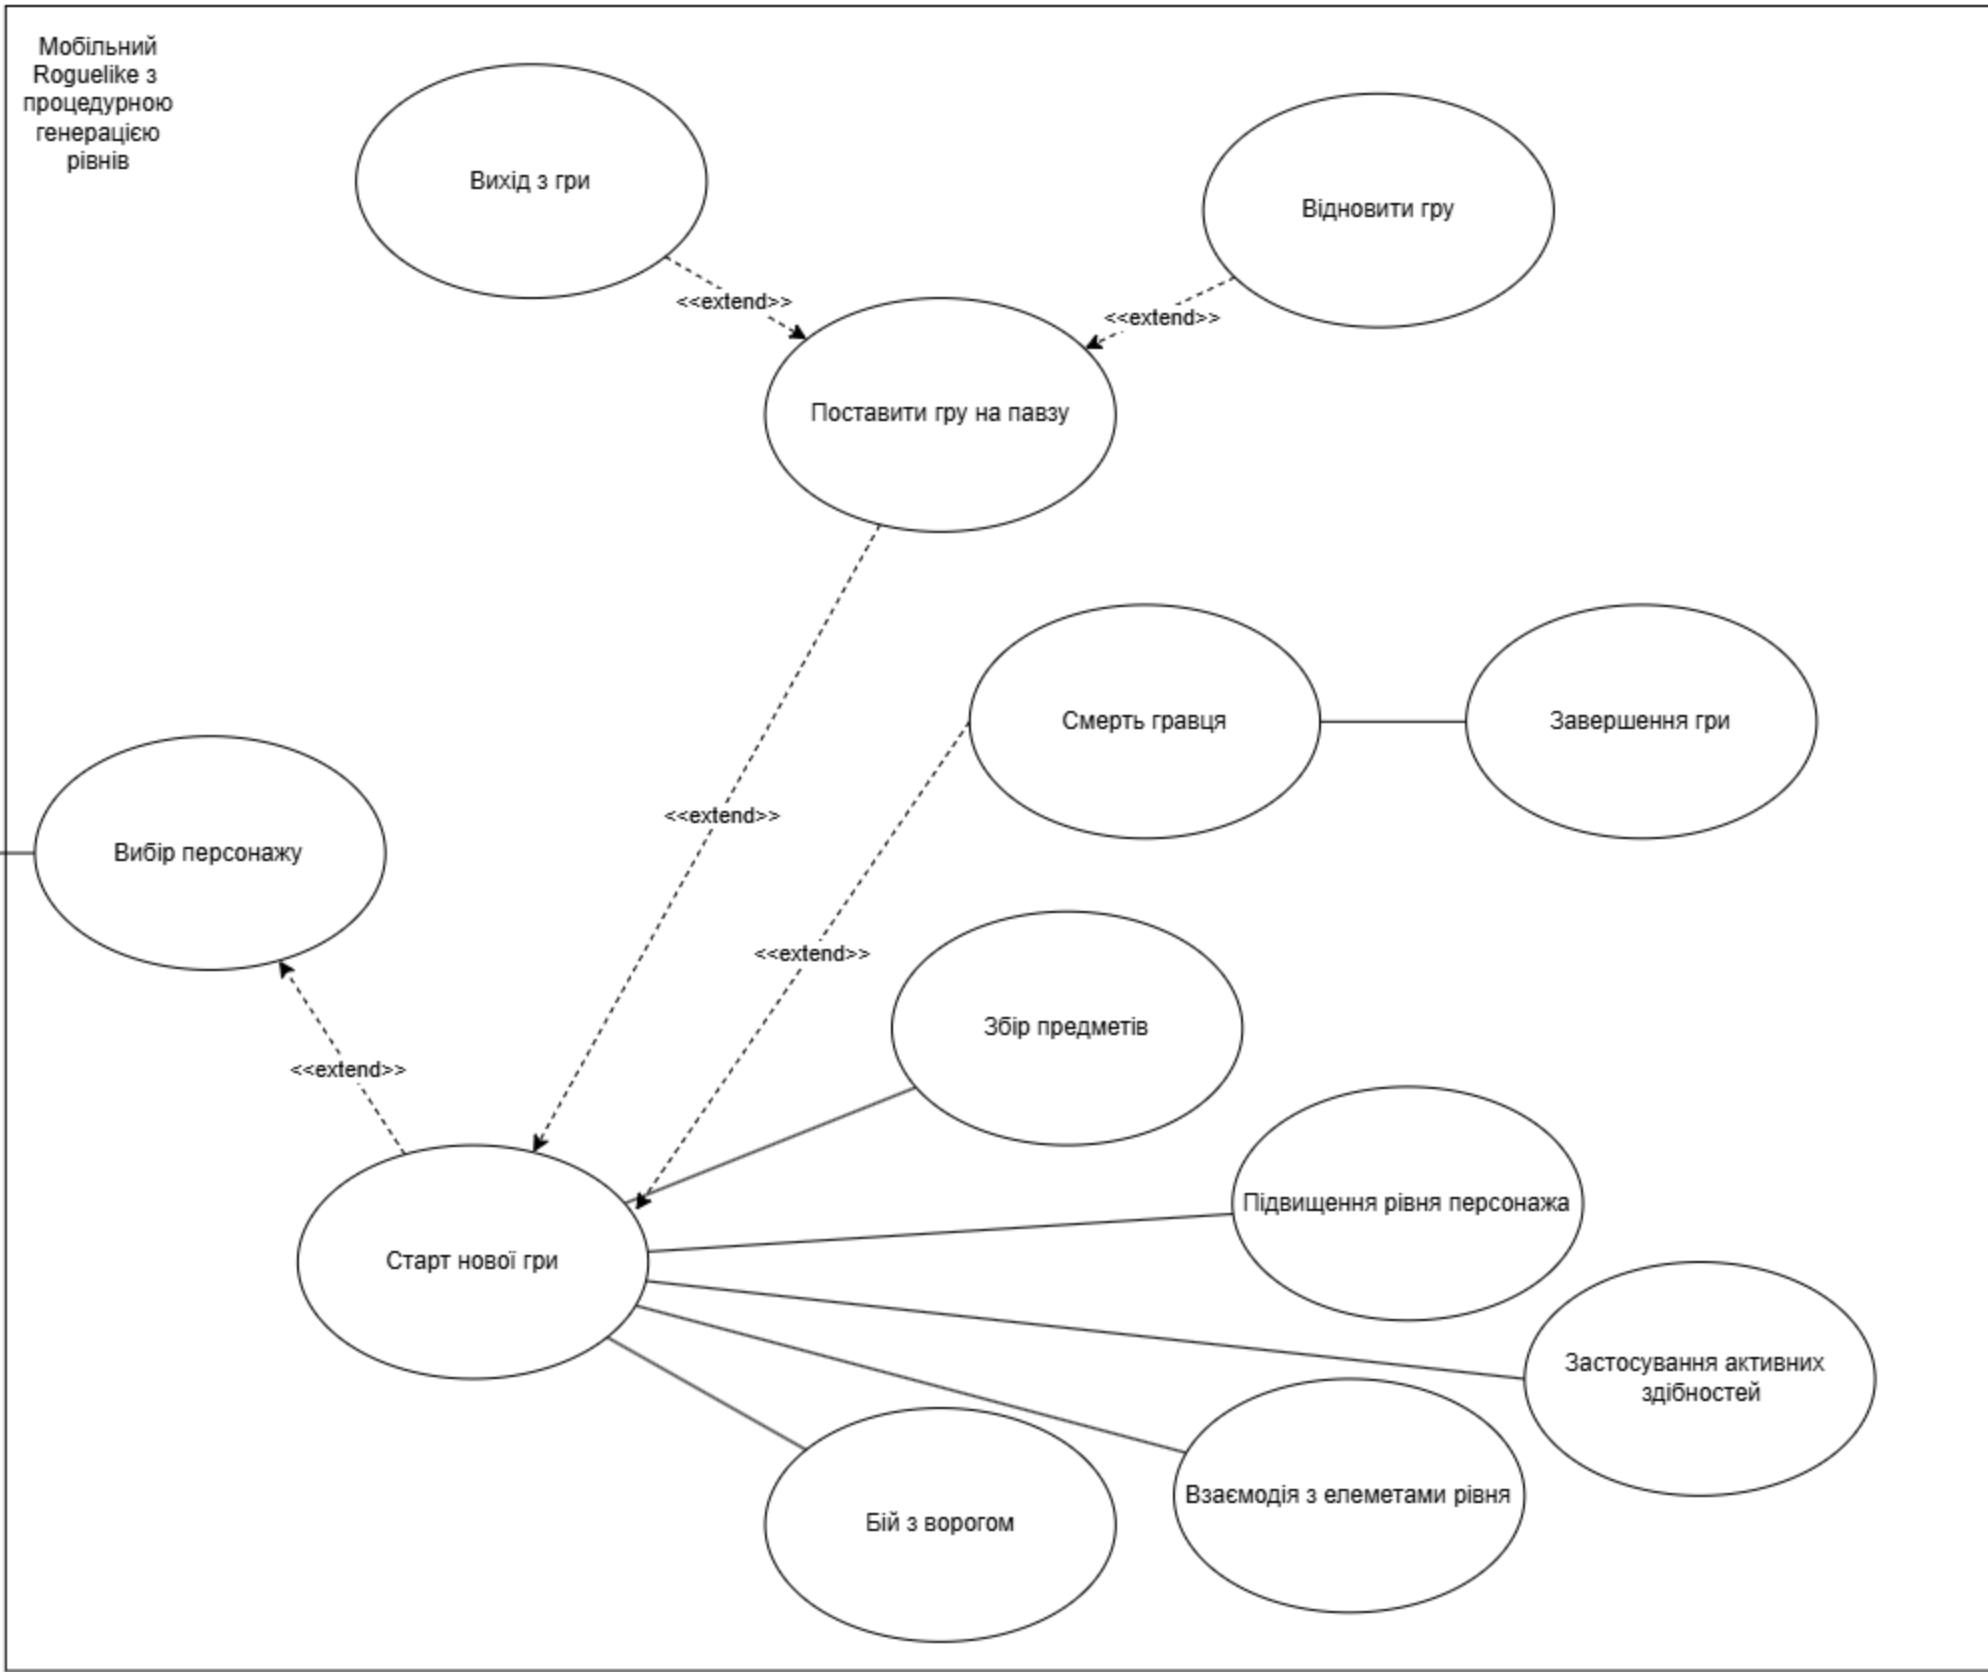 Мобільний
Roguelike з
процедурною
генерацією
рівнів
Вихід з гри
Відновити гру
<<extend>>
<<extend>>
Поставити гру на павзу
Смерть гравця
Завершення гри
<<extend>>
Вибір персонажу
<<extend>>
Збір предметів
<<extend>>
Підвищення рівня персонажа
Старт нової гри
Застосування активних
здібностей
Взаємодія з елеметами рівня
Бій з ворогом